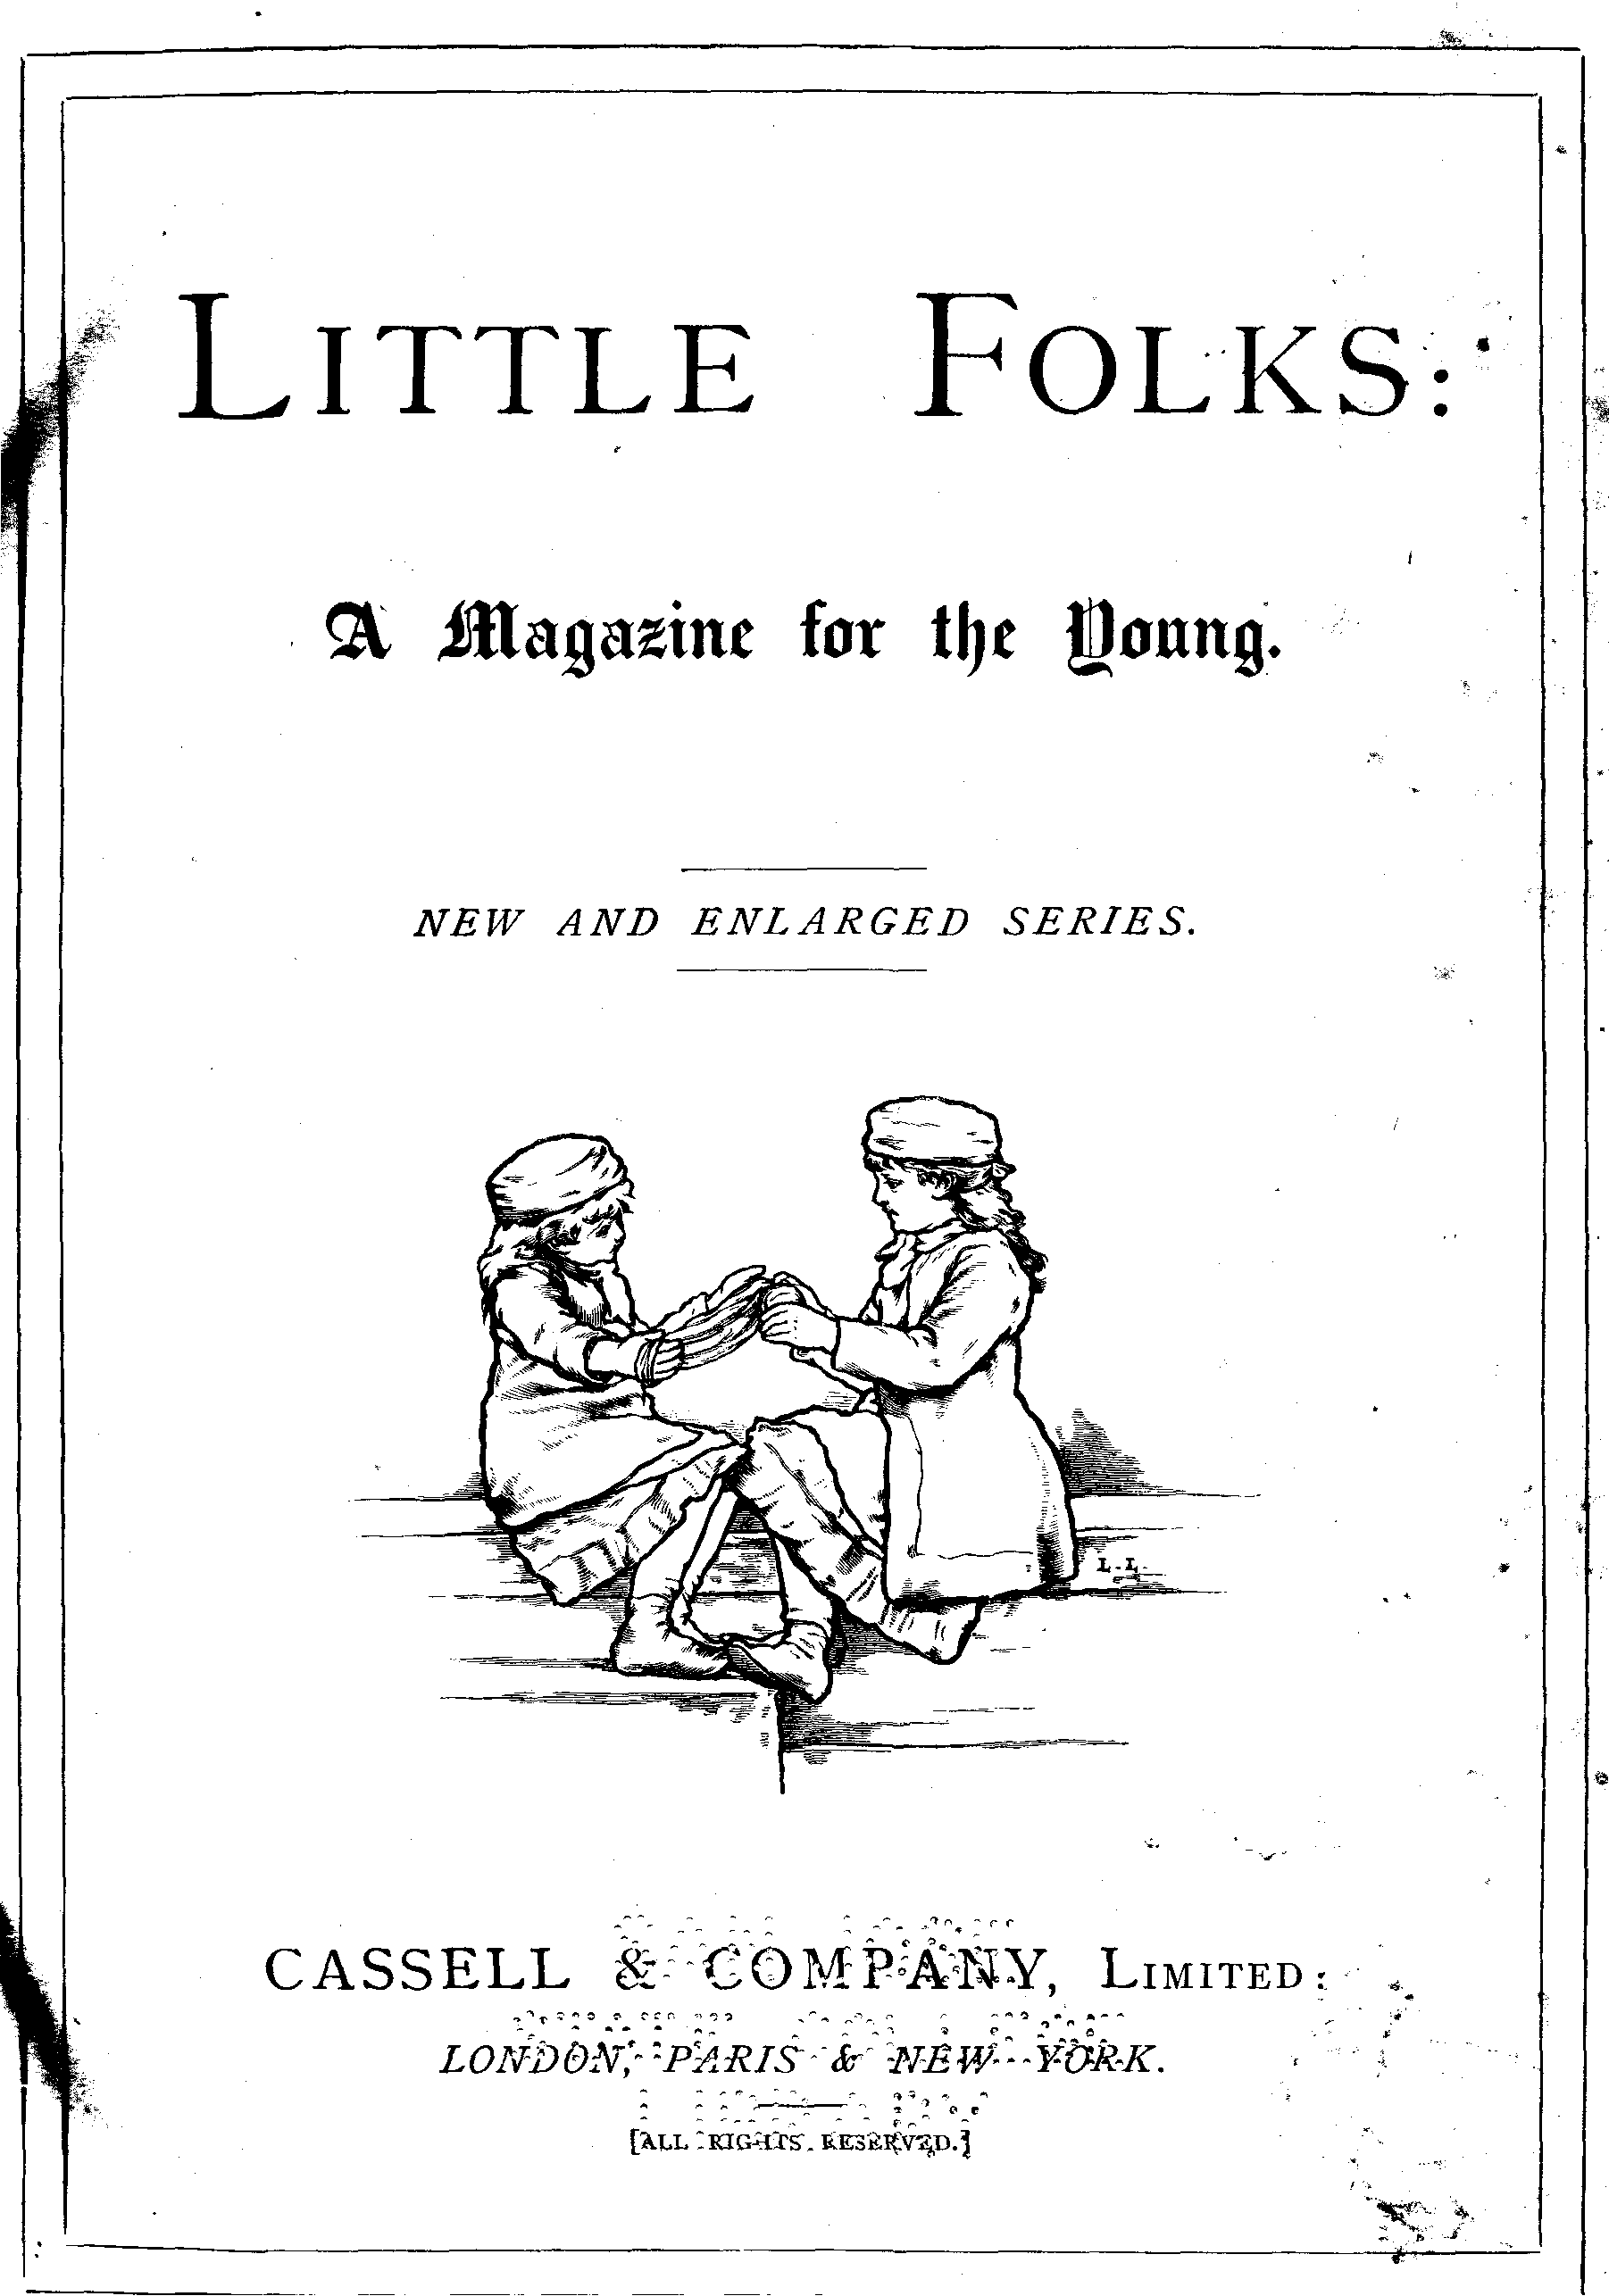 LITTLE FOLKS:
A Magazine for the Young.
NEW AND ENLARGED SERIES.
L.L.
CASSELL & COMPANY, LIMITED:
LONDON, PARIS & NEW YORK.
[ALL RIGHTS RESERVED.]